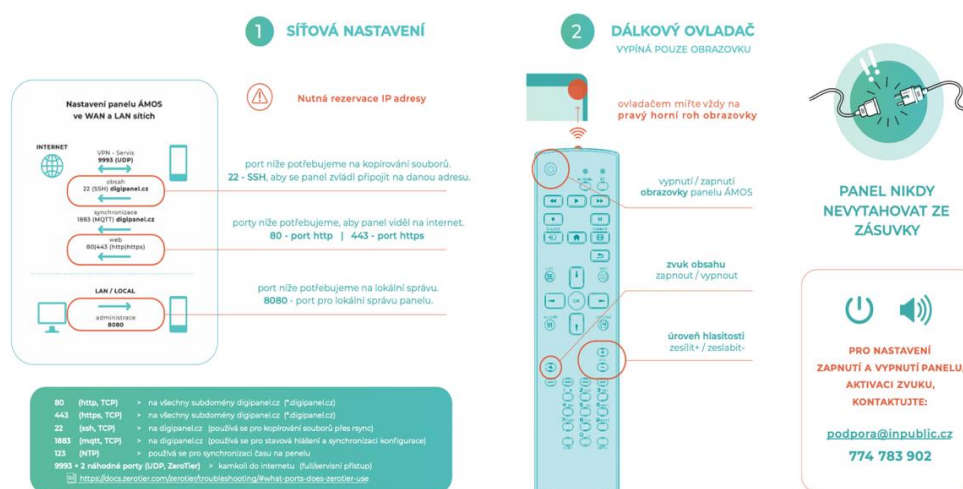 1 SÍŤOVÁ NASTAVENÍ
Nutná rezervace IP adresy
Nastavení panelu ÁMOS
ve WAN a LAN sítích
INTERNET
VPN - Servis
9993 (UDP)
obsah
22 (SSH) digipanel.cz
synchronizace
1883 (MQTT) digipanel.cz
web
80|443 (http|https)
LAN / LOCAL
administrace
8080
port níže potřebujeme na kopírování souborů.
22 - SSH, aby se panel zvládl připojit na danou adresu.
porty níže potřebujeme, aby panel viděl na internet.
80 - port http | 443 - port https
port níže potřebujeme na lokální správu.
8080 - port pro lokální správu panelu.
80 (http, TCP) > na všechny subdomény digipanel.cz (*.digipanel.cz)
443 (https, TCP) > na všechny subdomény digipanel.cz (*.digipanel.cz)
22 (ssh, TCP) > na digipanel.cz (používá se pro kopírování souborů přes rsync)
1883 (mqtt, TCP) > na digipanel.cz (používá se pro stavová hlášení a synchronizaci konfigurace)
123 (NTP) > používá se pro synchronizaci času na penelu
9993 + 2 náhodné porty (UDP, ZeroTier) > kamkoli do internetu (full/servisní přístup)
https://docs.zerotier.com/zerotier/troubleshooting/#what-ports-does-zerotier-use
2 DÁLKOVÝ OVLADAČ
VYPÍNÁ POUZE OBRAZOVKU
ovladačem miřte vždy na
pravý horní roh obrazovky
vypnutí / zapnutí
obrazovky panelu ÁMOS
zvuk obsahu
zapnout / vypnout
úroveň hlasitosti
zesílit+ / zeslabit-
OK
PANEL NIKDY
NEVYTAHOVAT ZE
ZÁSUVKY
PRO NASTAVENÍ
ZAPNUTÍ A VYPNUTÍ PANELU,
AKTIVACI ZVUKU,
KONTAKTUJTE:
podpora@inpublic.cz
774 783 902